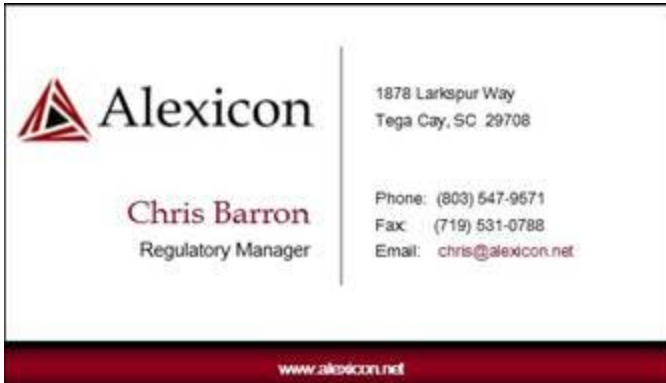 Alexicon
Chris Barron
Regulatory Manager
1878 Larkspur Way
Tega Cay, SC 29708
Phone: (803) 547-9571
Fax: (719) 531-0788
Email: chris@alexicon.net
www.alexicon.net